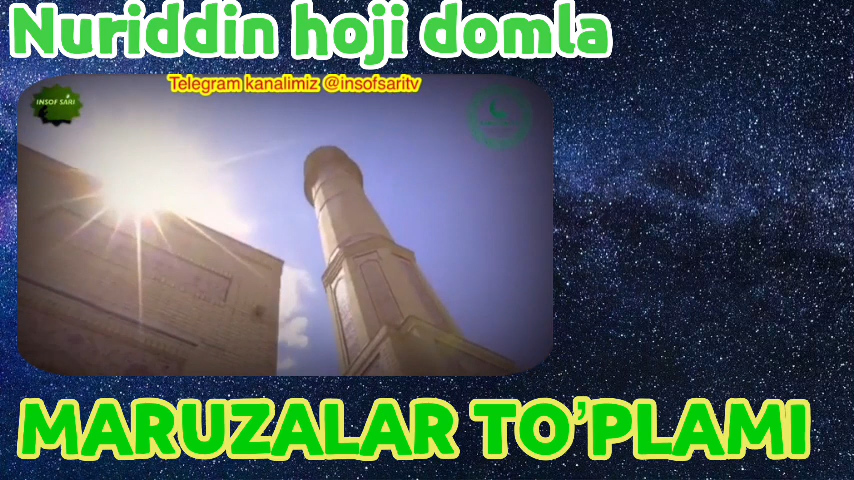 Nuriddin hoji domla
Telegram kanalimiz @insofsaritv
INSOF SARI
MARUZALAR TO’PLAMI